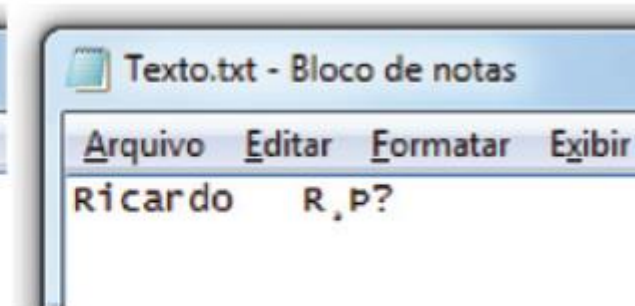 Texto.txt - Bloco de notas
Arquivo Editar Formatar Exibir
Ricardo R¸Þ?